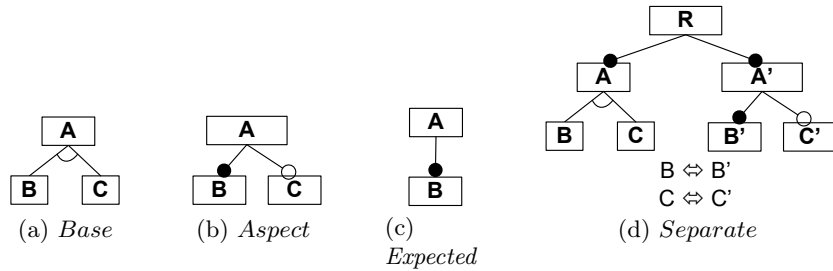 R
A
A'
B
C
B'
C'
B ⇔ B'
C ⇔ C'
A
B
C
A
B
C
A
B
(a) Base
(b) Aspect
(c)
Expected
(d) Separate